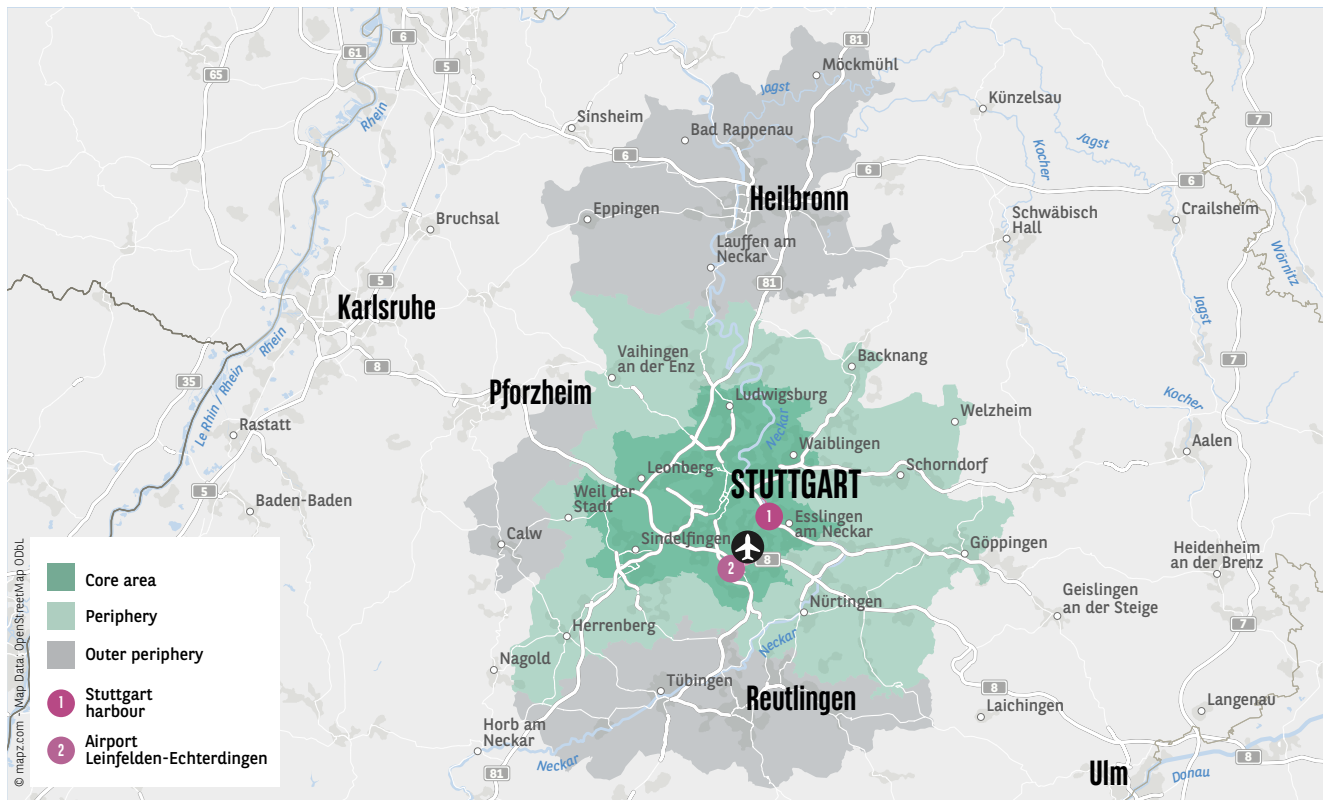 81
6
61
5
65
Möckmühl
Jagst
Künzelsau
Rhein
Sinsheim
7
Bad Rappenau
Jagst
Kocher
6
6
6
Heilbronn
Eppingen
Bruchsal
Schwäbisch
Hall
Crailsheim
Lauffen am
Neckar
Wörnitz
5
81
Karlsruhe
Jagst
Rhein
Vaihingen
an der Enz
Backnang
7
8
35
Le Rhin / Rhein
Pforzheim
Ludwigsburg
Kocher
Welzheim
Rastatt
Neckar
Waiblingen
Aalen
Leonberg
Schorndorf
STUTTGART
5
Baden-Baden
Weil der
Stadt
1
Esslingen
am Neckar
Calw
Sindelfingen
Göppingen
Heidenheim
an der Brenz
8
2
Geislingen
an der Steige
Nürtingen
7
Herrenberg
Neckar
Nagold
Tübingen
Reutlingen
8
Laichingen
Langenau
Horb am
Neckar
Neckar
81
Ulm
Donau
8
Core area
Periphery
Outer periphery
1
Stuttgart
harbour
2
Airport
Leinfelden-Echterdingen
© mapz.com - Map Data: OpenStreetMap ODbL